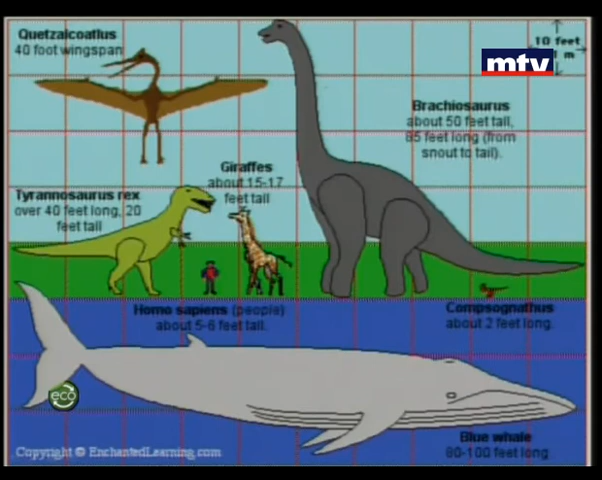 Quetzalcoatlus
40 foot wingspan
10 feet
m
mtv
Brachiosaurus
about 50 feet tall,
85 feet long (from
snout to tail).
Giraffes
about 15-17
feet tall
Tyrannosaurus rex
over 40 feet long, 20
feet tall
Homo sapiens (people)
about 5-6 feet tall.
Compsognathus
about 2 feet long.
eco
Blue whale
80-100 feet long
Copyright © EnchantedLearning.com